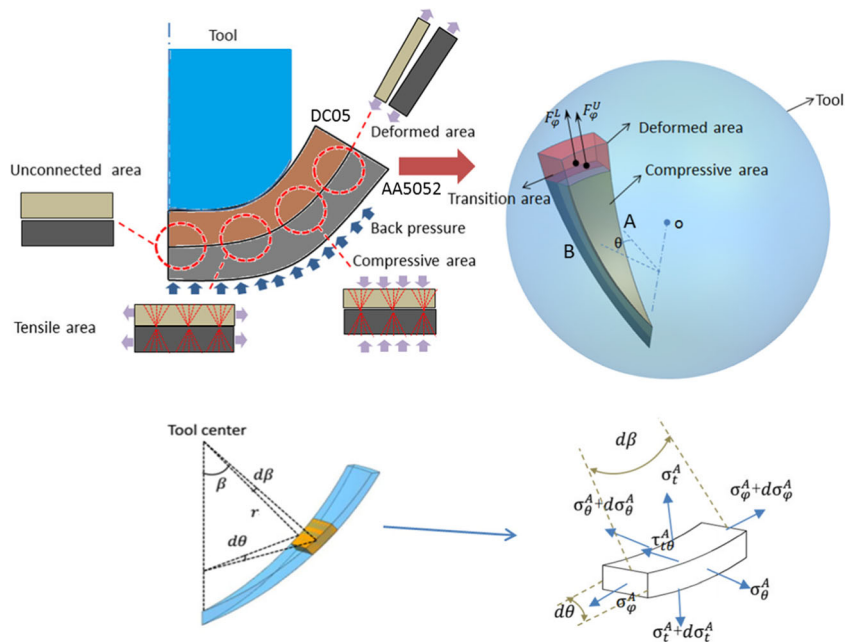 Tool
DC05
Deformed area
Unconnected area
AA5052
Back pressure
Compressive area
Tensile area
F_φ^L F_φ^U
Tool
Deformed area
Compressive area
Transition area
A
o
B
θ
Tool center
β
dβ
r
dθ
dβ
σ_t^A
σ_φ^A+dσ_φ^A
σ_θ^A+dσ_θ^A
τ_tθ^A
σ_θ^A
σ_φ^A
dθ
σ_t^A+dσ_t^A